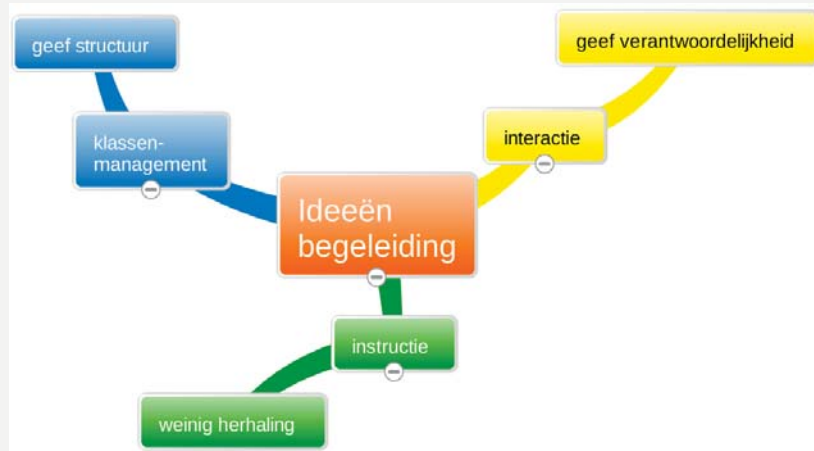 geef structuur
geef verantwoordelijkheid
klassen-
management
interactie
Ideeën
begeleiding
instructie
weinig herhaling